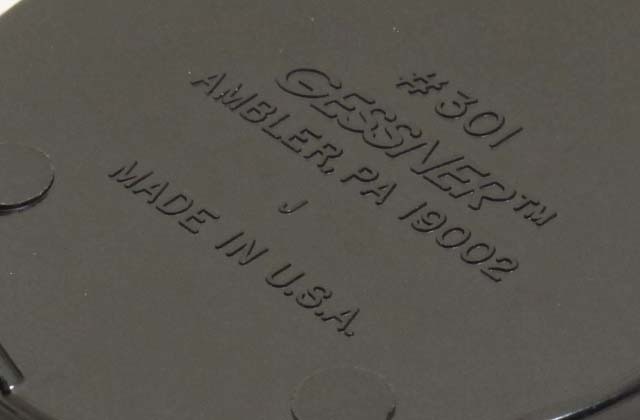 #301
GESSNER™
AMBLER, PA 19002
J
MADE IN U.S.A.